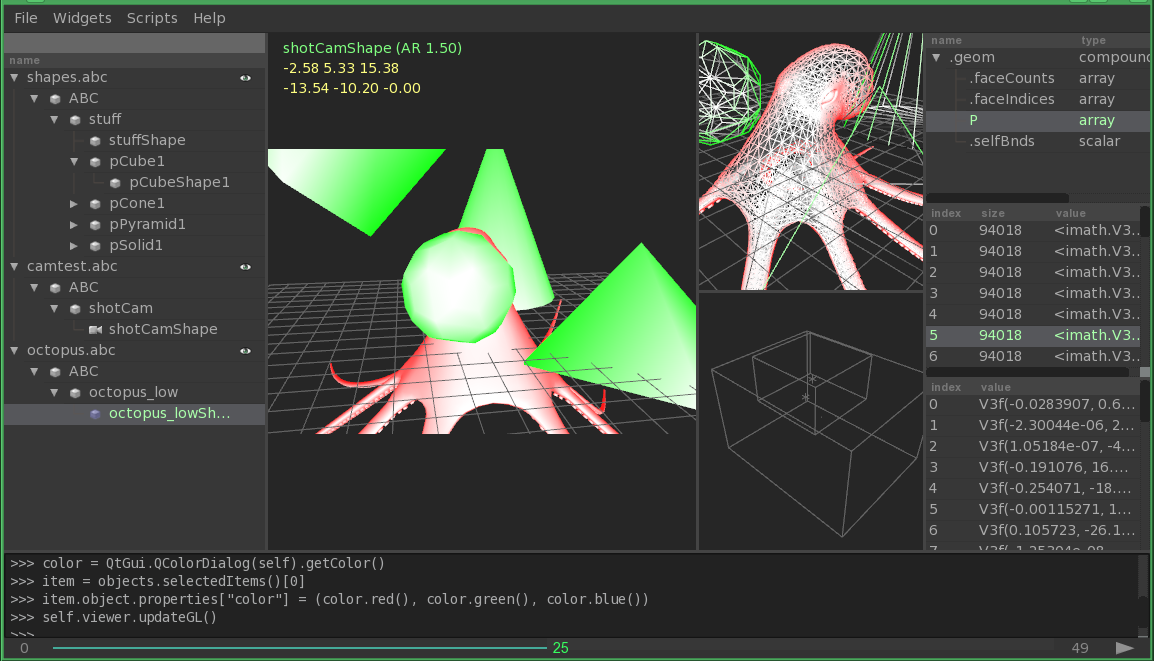 File Widgets Scripts Help
name
shapes.abc
ABC
stuff
stuffShape
pCube1
pCubeShape1
pCone1
pPyramid1
pSolid1
camtest.abc
ABC
shotCam
shotCamShape
octopus.abc
ABC
octopus_low
octopus_lowSh...
shotCamShape (AR 1.50)
-2.58 5.33 15.38
-13.54 -10.20 -0.00
name type
.geom compound
.faceCounts array
.faceIndices array
P array
.selfBnds scalar
index size value
0 94018 <imath.V3..
1 94018 <imath.V3..
2 94018 <imath.V3..
3 94018 <imath.V3..
4 94018 <imath.V3..
5 94018 <imath.V3..
6 94018 <imath.V3..
index value
0 V3f(-0.0283907, 0.6...
1 V3f(-2.30044e-06, 2...
2 V3f(1.05184e-07, -4...
3 V3f(-0.191076, 16....
4 V3f(-0.254071, -18....
5 V3f(-0.00115271, 1...
6 V3f(0.105723, -26.1...
>>> color = QtGui.QColorDialog(self).getColor()
>>> item = objects.selectedItems()[0]
>>> item.object.properties["color"] = (color.red(), color.green(), color.blue())
>>> self.viewer.updateGL()
>>>
0 25 49